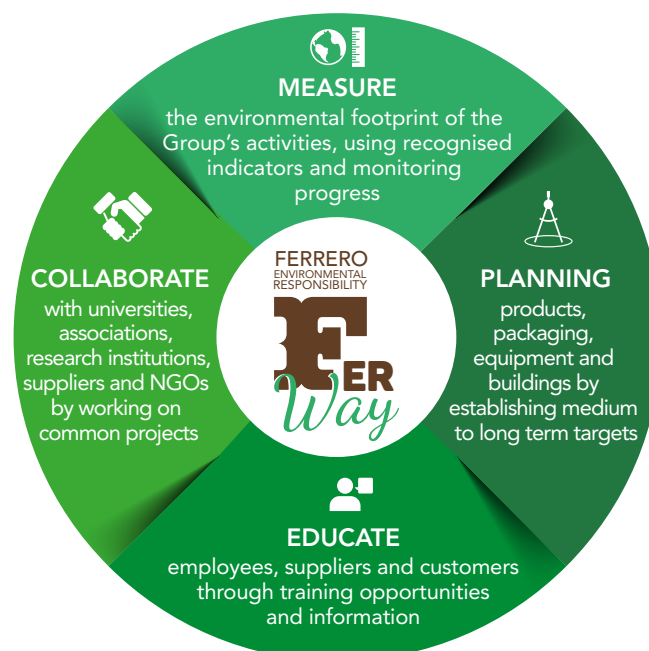 MEASURE
the environmental footprint of the
Group's activities, using recognised
indicators and monitoring
progress
COLLABORATE
with universities,
associations,
research institutions,
suppliers and NGOs
by working on
common projects
FERRERO
ENVIRONMENTAL
RESPONSIBILITY
FER
Way
PLANNING
products,
packaging,
equipment and
buildings by
establishing medium
to long term targets
EDUCATE
employees, suppliers and customers
through training opportunities
and information